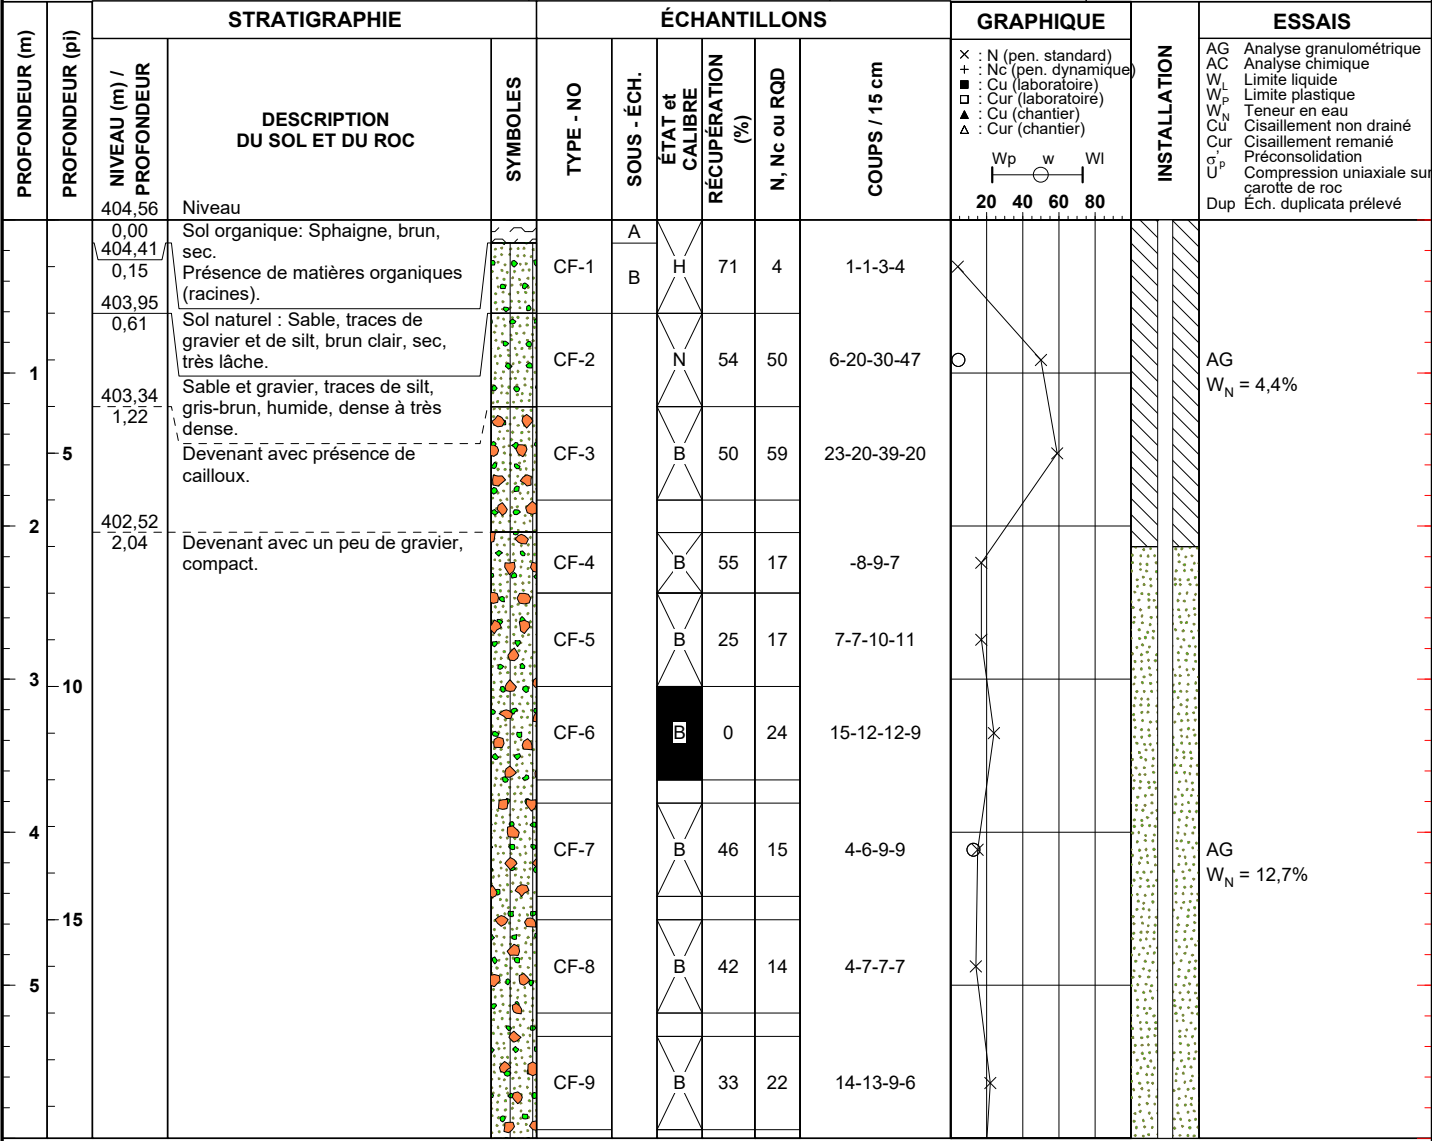 STRATIGRAPHIE
ÉCHANTILLONS
GRAPHIQUE
ESSAIS
PROFONDEUR (m)
PROFONDEUR (pi)
NIVEAU (m) /
PROFONDEUR
DESCRIPTION
DU SOL ET DU ROC
SYMBOLES
TYPE - NO
SOUS - ÉCH.
ÉTAT et
CALIBRE
RÉCUPÉRATION
(%)
N, Nc ou RQD
COUPS / 15 cm
× : N (pen. standard)
+ : Nc (pen. dynamique)
■ : Cu (laboratoire)
□ : Cur (laboratoire)
▲ : Cu (chantier)
△ : Cur (chantier)
Wp w Wl
20 40 60 80
INSTALLATION
AG Analyse granulométrique
AC Analyse chimique
WL Limite liquide
WP Limite plastique
WN Teneur en eau
Cu Cisaillement non drainé
Cur Cisaillement remanié
σ'p Préconsolidation
U Compression uniaxiale sur
carotte de roc
Dup Éch. duplicata prélevé
404,56 Niveau
0,00 Sol organique: Sphaigne, brun,
404,41 sec.
0,15 Présence de matières organiques
403,95 (racines).
0,61 Sol naturel : Sable, traces de
gravier et de silt, brun clair, sec,
très lâche.
403,34 Sable et gravier, traces de silt,
1,22 gris-brun, humide, dense à très
dense.
Devenant avec présence de
cailloux.
402,52
2,04 Devenant avec un peu de gravier,
compact.
A
CF-1 B H 71 4 1-1-3-4
CF-2 N 54 50 6-20-30-47
AG
WN = 4,4%
CF-3 B 50 59 23-20-39-20
CF-4 B 55 17 -8-9-7
CF-5 B 25 17 7-7-10-11
CF-6 B 0 24 15-12-12-9
CF-7 B 46 15 4-6-9-9
AG
WN = 12,7%
CF-8 B 42 14 4-7-7-7
CF-9 B 33 22 14-13-9-6
1
5
2
3
10
4
15
5